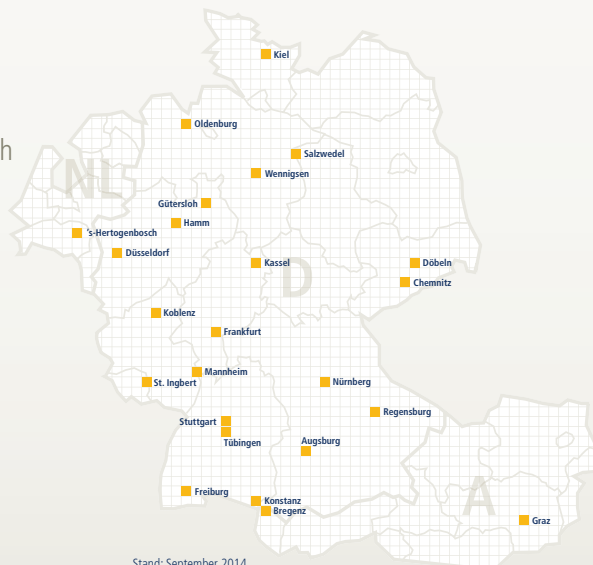 Kiel
Oldenburg
h
Salzwedel
Wennigsen
NL
Gütersloh
Hamm
's-Hertogenbosch
Düsseldorf
Kassel
Döbeln
D
Chemnitz
Koblenz
Frankfurt
Mannheim
St. Ingbert
Nürnberg
Regensburg
Stuttgart
Tübingen
Augsburg
Freiburg
Konstanz
A
Bregenz
Graz
Stand: September 2014